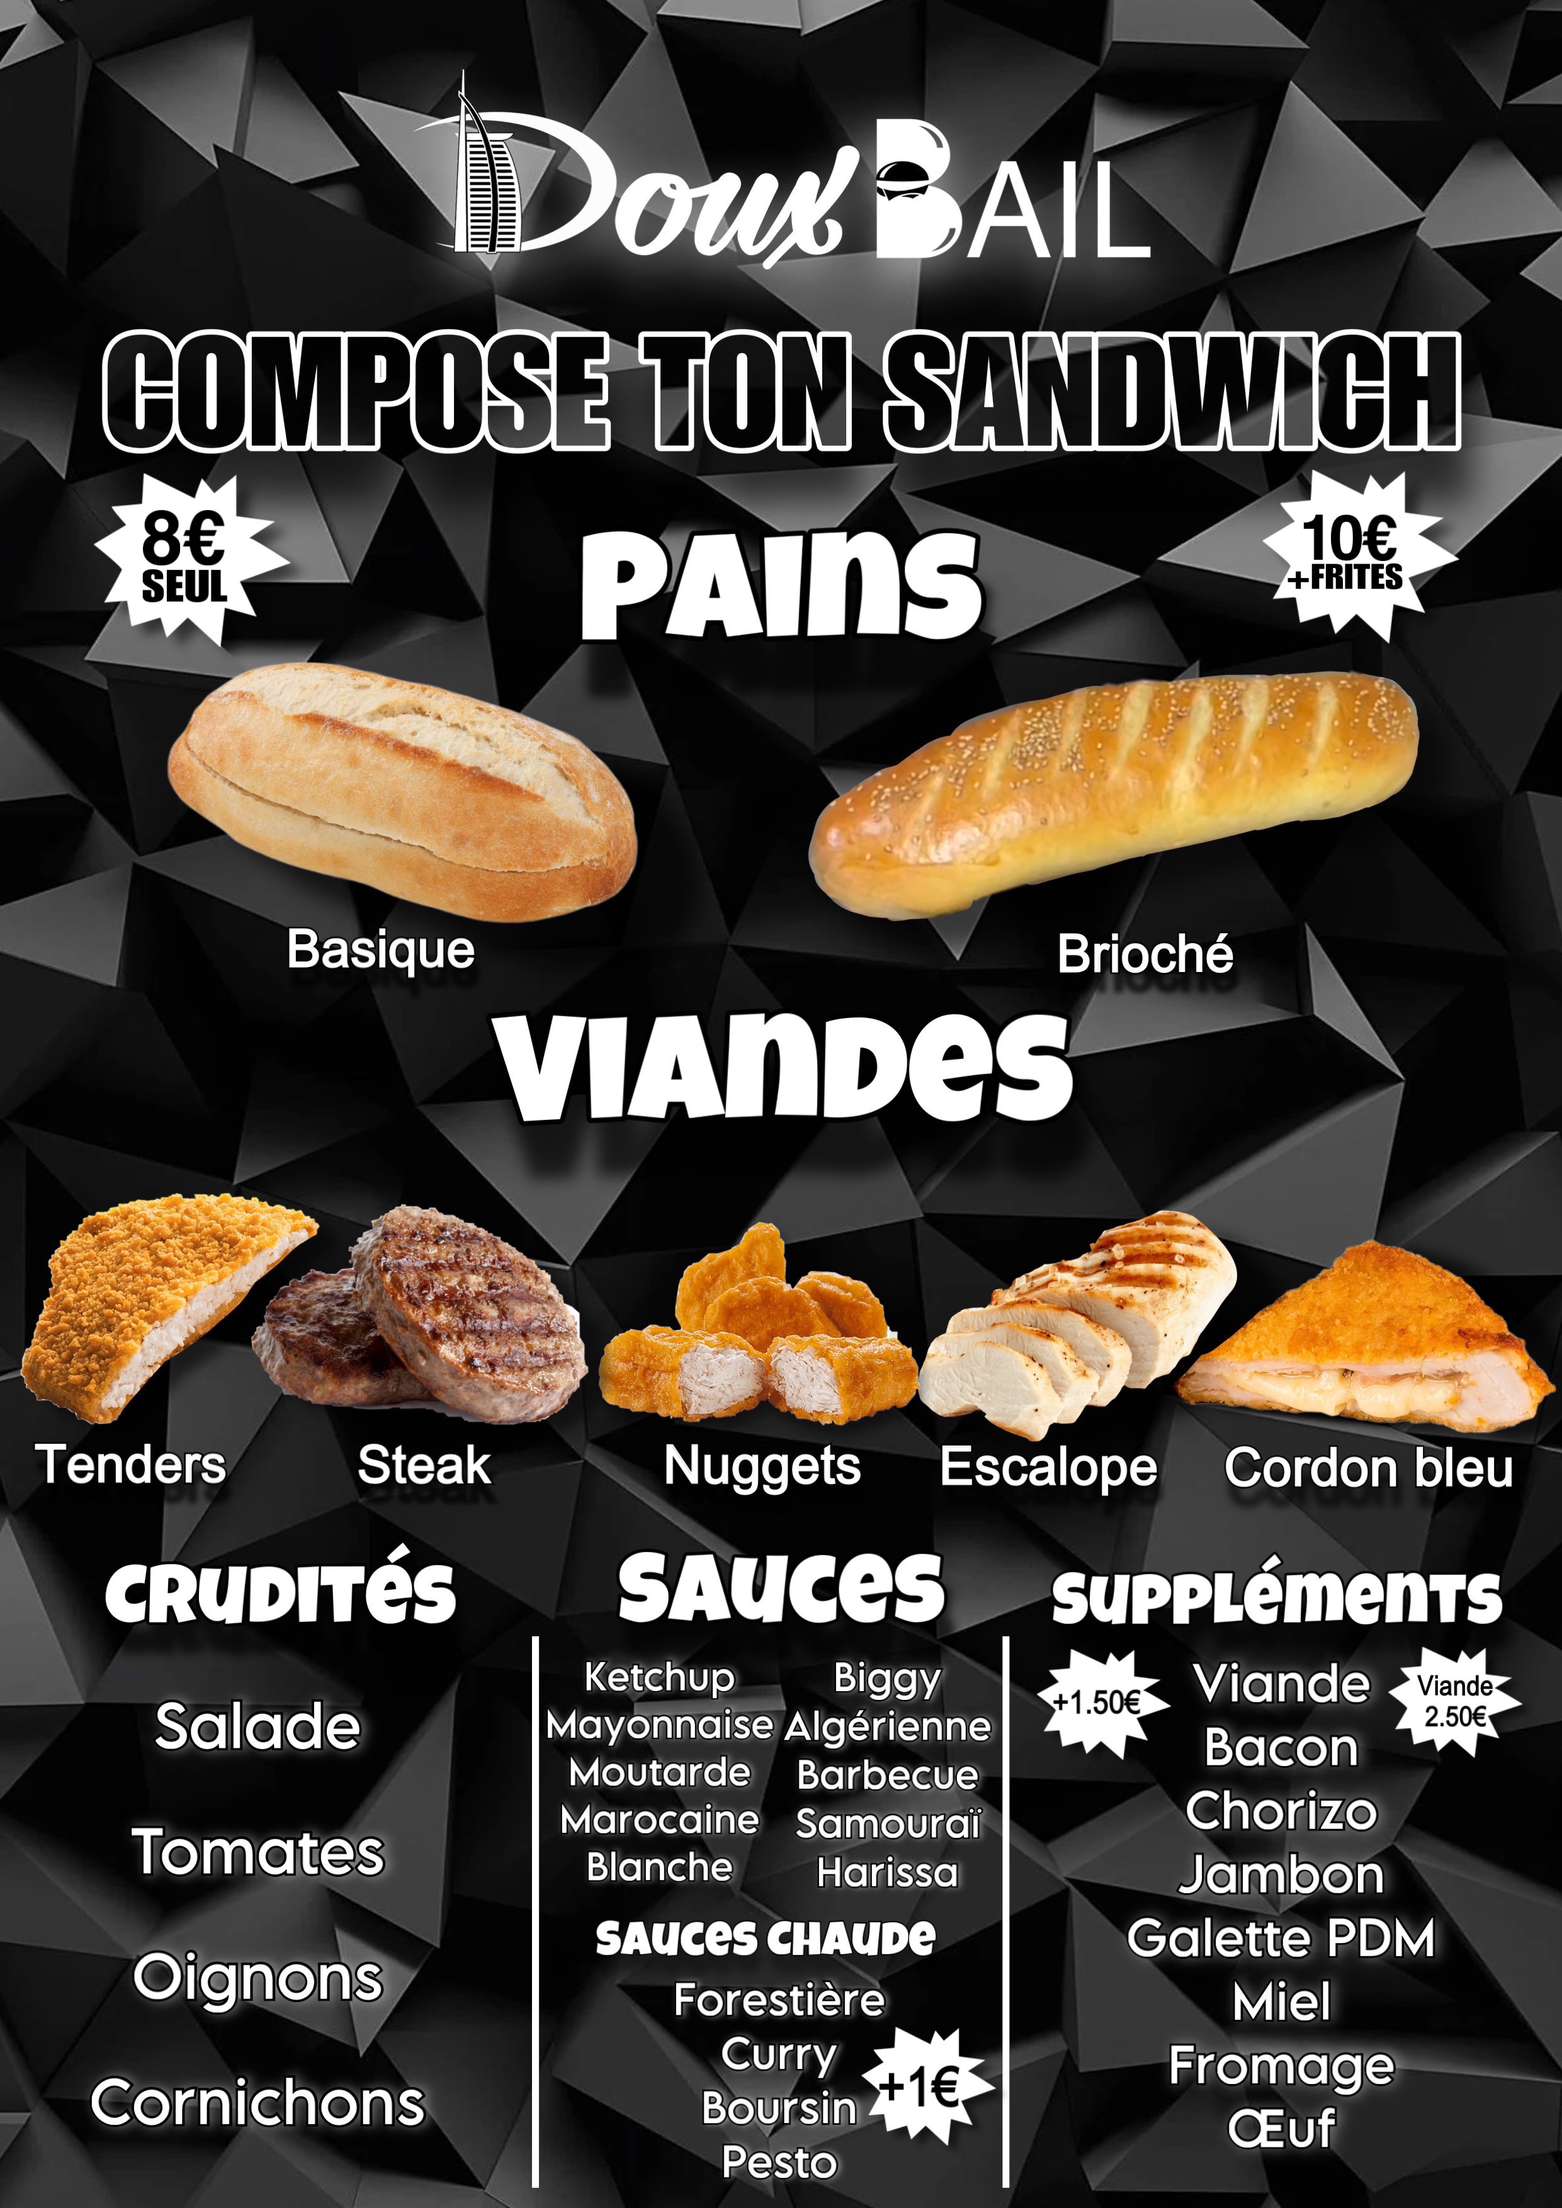 Doux BAIL
COMPOSE TON SANDWICH
8€
SEUL
PAINS
10€
+FRITES
Basique
Brioché
VIANDES
Tenders
Steak
Nuggets
Escalope
Cordon bleu
CRUDITÉS
Salade
Tomates
Oignons
Cornichons
SAUCES
Ketchup
Mayonnaise
Moutarde
Marocaine
Blanche
Biggy
Algérienne
Barbecue
Samouraï
Harissa
SAUCES CHAUDE
Forestière
Curry
Boursin
Pesto
+1€
SUPPLÉMENTS
+1.50€
Viande
2.50€
Viande
Bacon
Chorizo
Jambon
Galette PDM
Miel
Fromage
Œuf